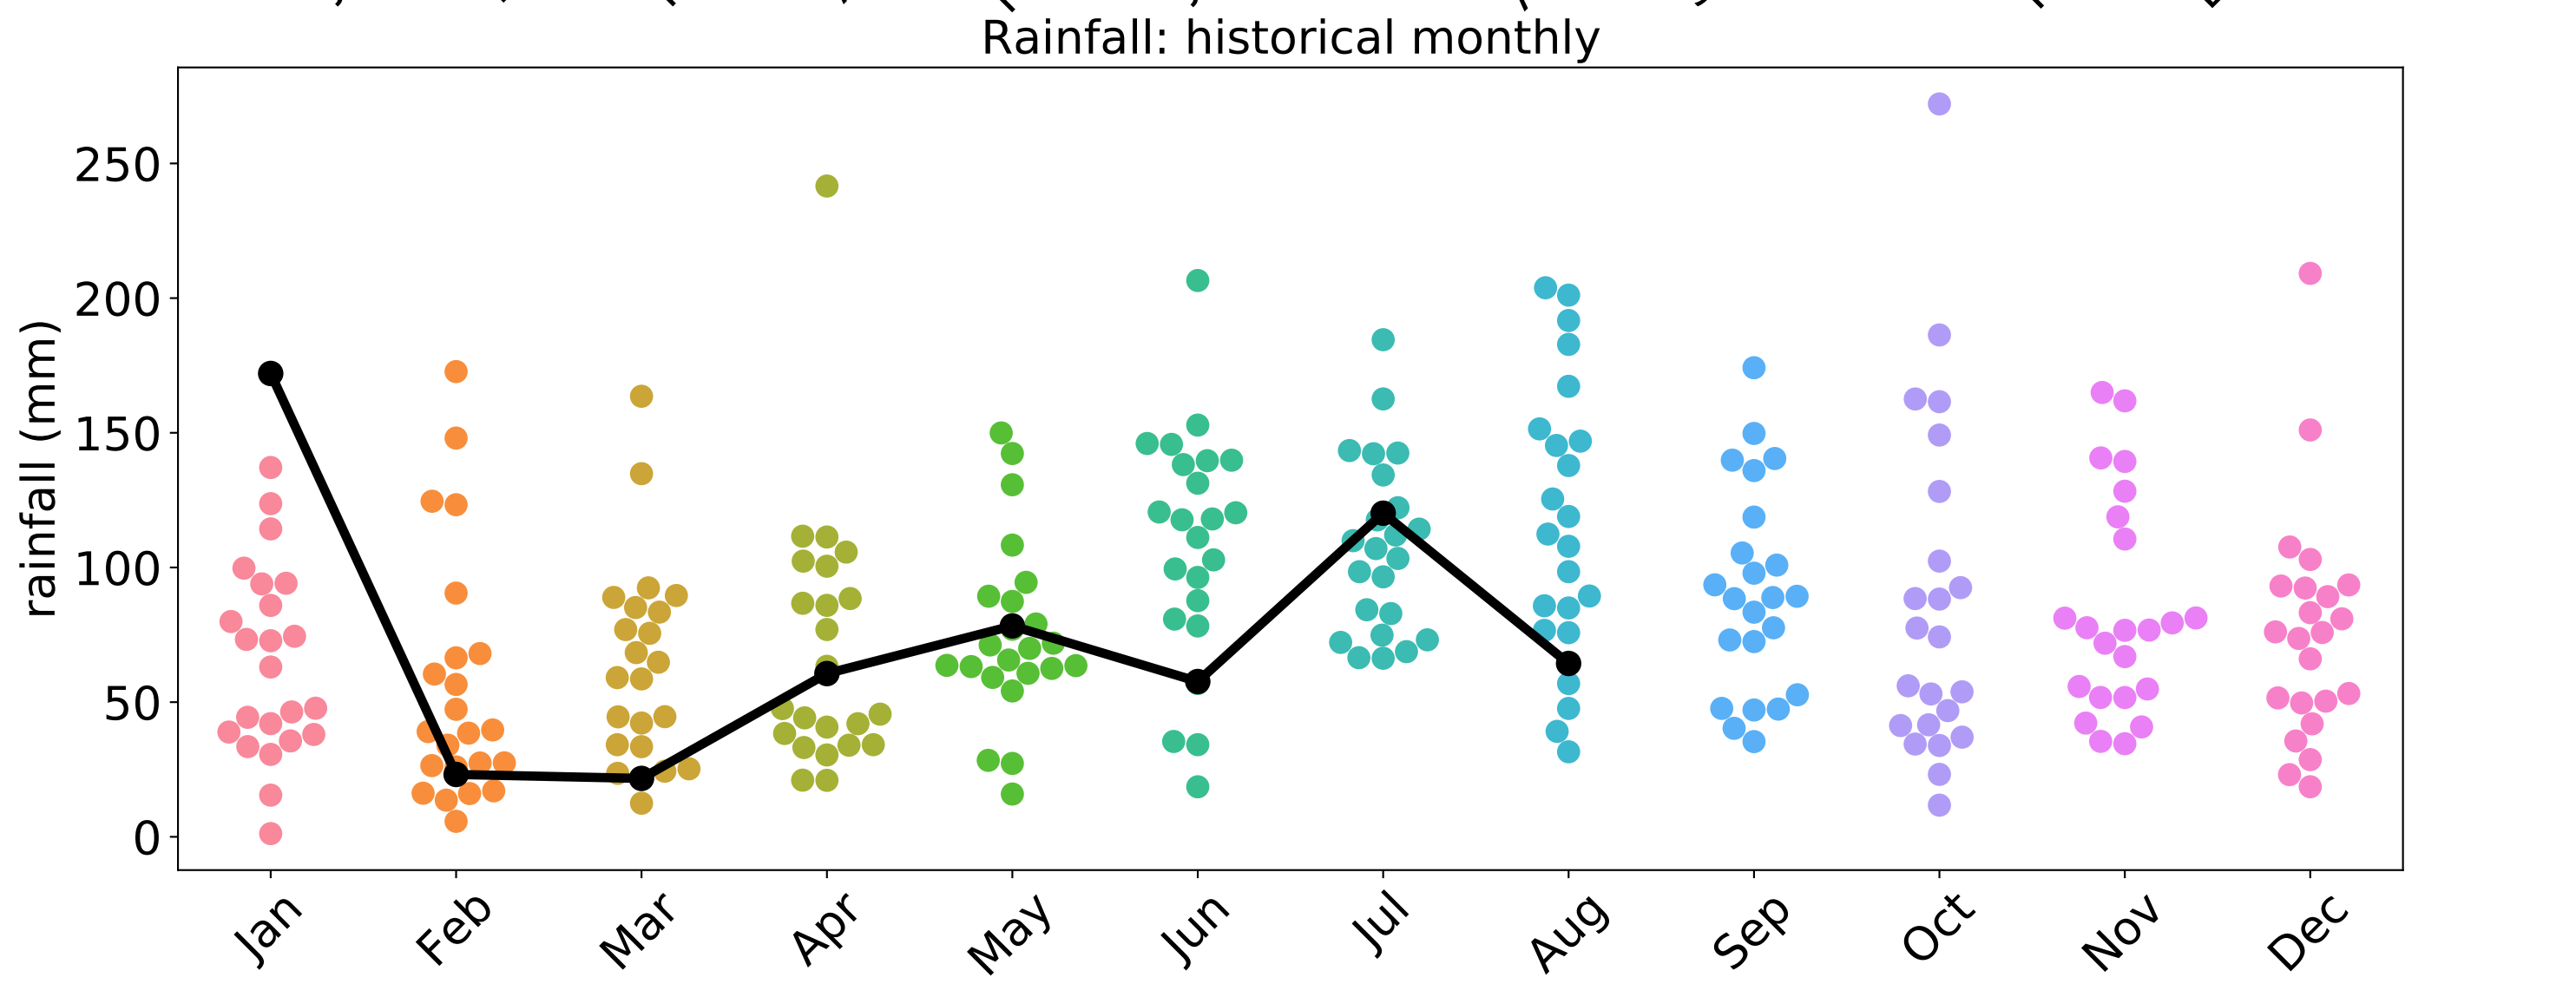 Rainfall: historical monthly
rainfall (mm)
250
200
150
100
50
0
Jan
Feb
Mar
Apr
May
Jun
Jul
Aug
Sep
Oct
Nov
Dec